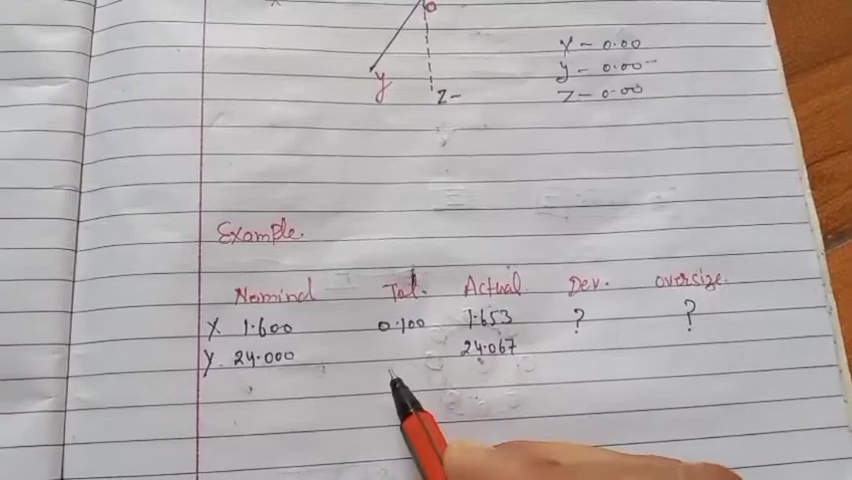 0
y
Z-
X - 0.00
y - 0.00
Z - 0.00
Example.
Nominal Tol. Actual Dev. oversize.
X 1.600 0.100 1.653 ? ?
Y 24.000 24.067